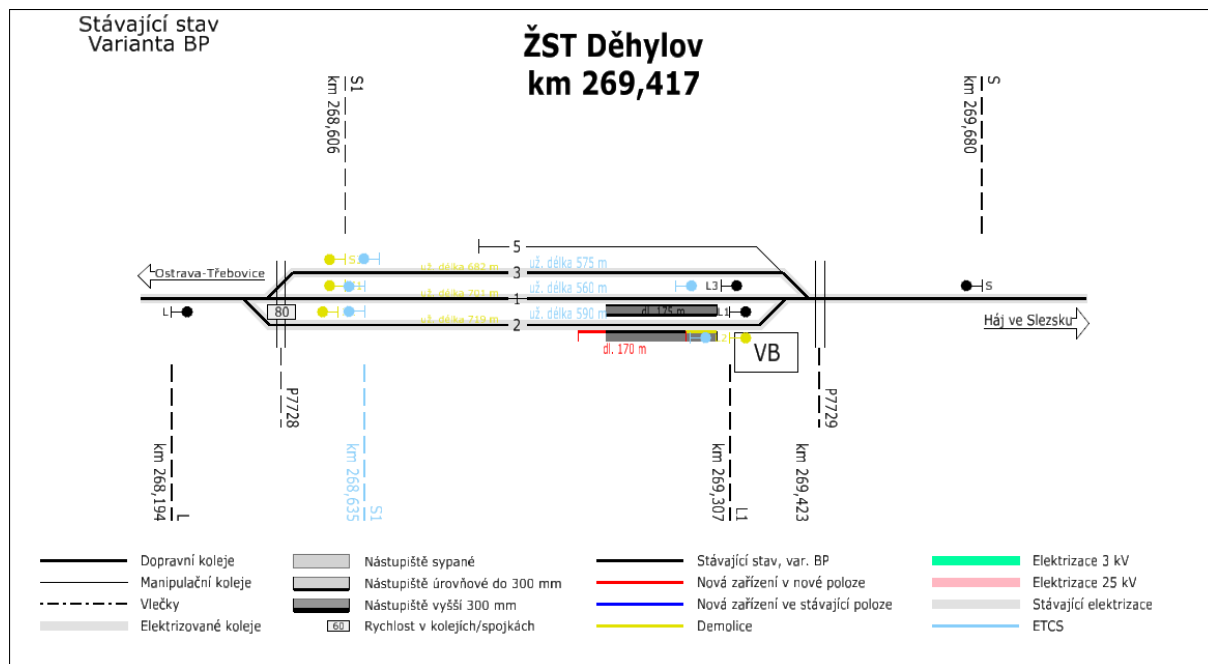 Stávající stav
Varianta BP
ŽST Děhylov
km 269,417
S1
km 268,606
S
km 269,680
5
už. délka 682 m
už. délka 575 m
3
Ostrava-Třebovice
už. délka 701 m
už. délka 560 m
L3
S
1
L
80
už. délka 719 m
už. délka 590 m
dl. 175 m
L1
2
Háj ve Slezsku
L2
dl. 170 m
VB
P7728
P7729
km 268,194
L
km 268,635
S1
km 269,307
L1
km 269,423
Dopravní koleje
Nástupiště sypané
Stávající stav, var. BP
Elektrizace 3 kV
Manipulační koleje
Nástupiště úrovňové do 300 mm
Nová zařízení v nové poloze
Elektrizace 25 kV
Vlečky
Nástupiště vyšší 300 mm
Nová zařízení ve stávající poloze
Stávající elektrizace
Elektrizované koleje
60
Rychlost v kolejích/spojkách
Demolice
ETCS